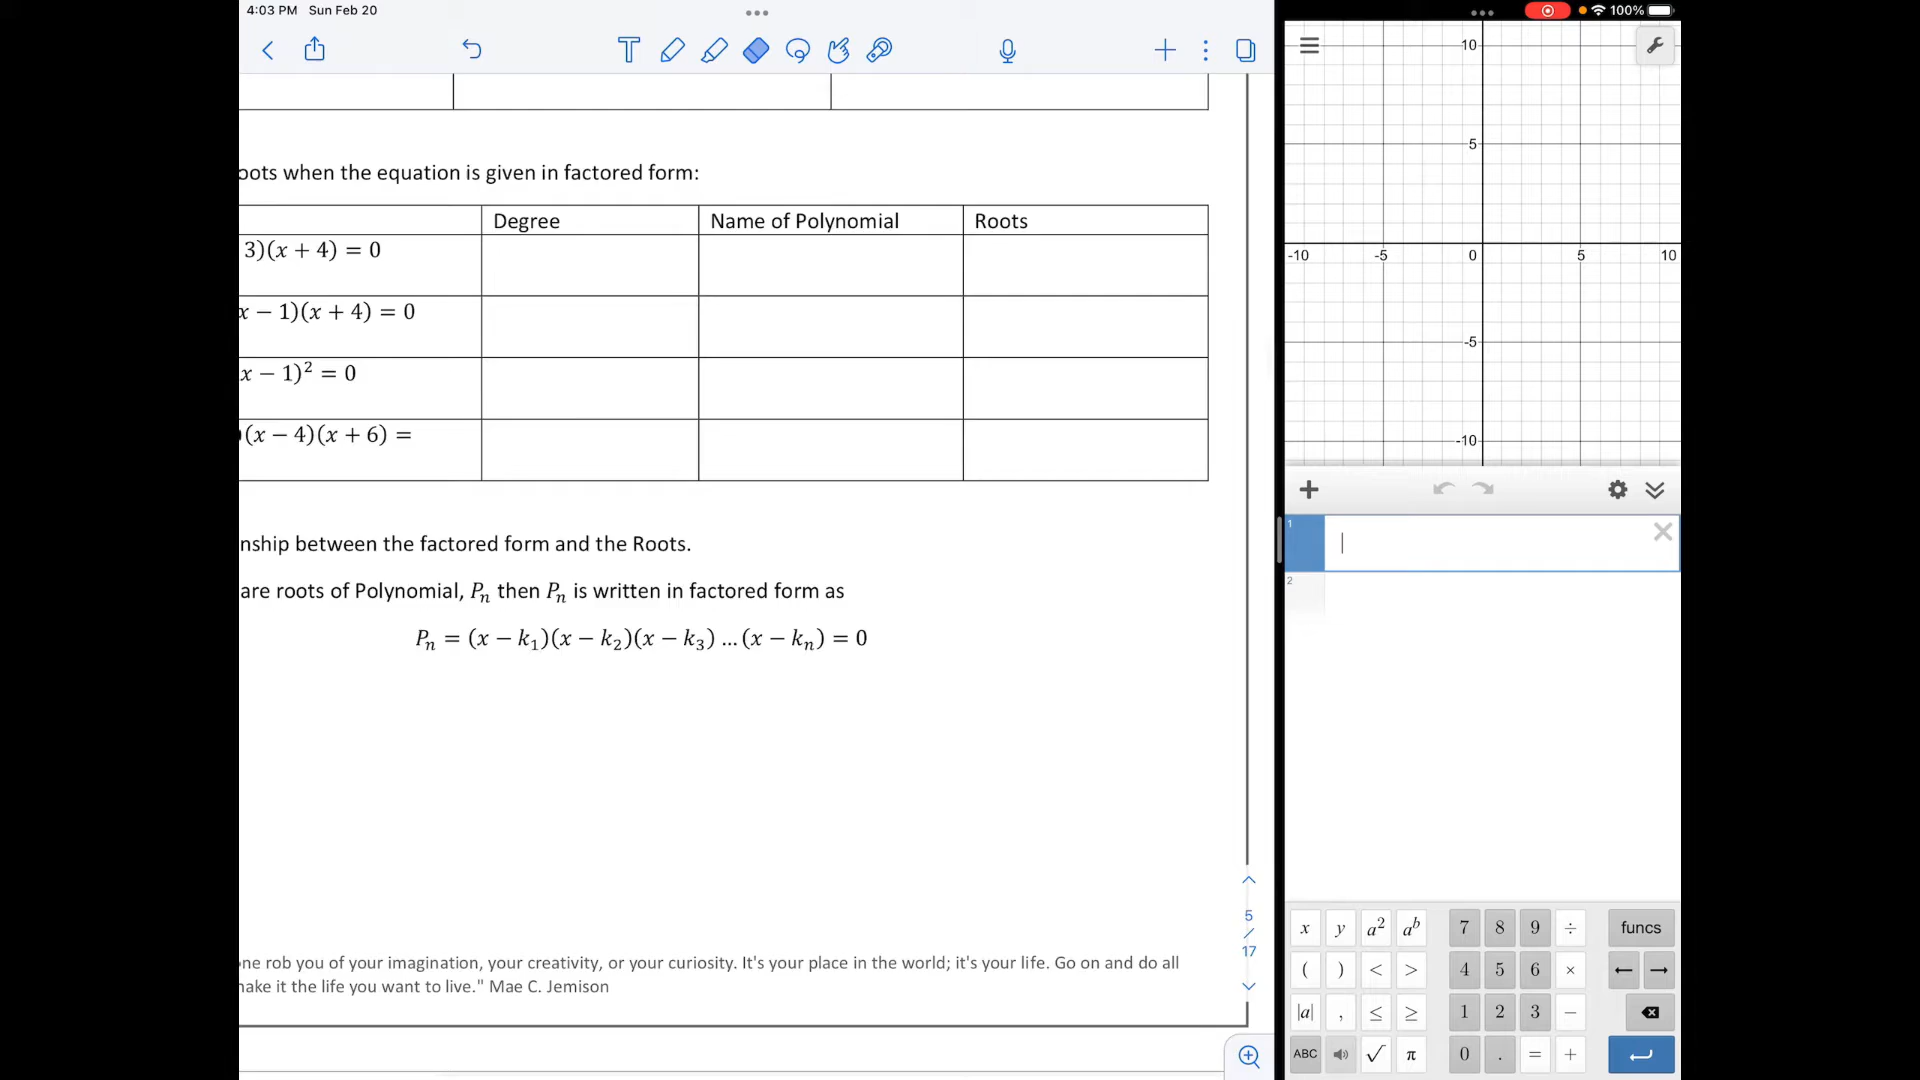 4:03 PM Sun Feb 20
100%
oots when the equation is given in factored form:
Degree Name of Polynomial Roots
3)(x + 4) = 0
x − 1)(x + 4) = 0
x − 1)² = 0
)(x − 4)(x + 6) =
nship between the factored form and the Roots.
are roots of Polynomial, Pₙ then Pₙ is written in factored form as
Pₙ = (x − k₁)(x − k₂)(x − k₃) … (x − kₙ) = 0
5
/
17
ne rob you of your imagination, your creativity, or your curiosity. It's your place in the world; it's your life. Go on and do all
ake it the life you want to live." Mae C. Jemison
10
5
-10 -5 0 5 10
-5
-10
1
2
x y a² aᵇ 7 8 9 ÷ funcs
( ) < > 4 5 6 × ← →
|a| , ≤ ≥ 1 2 3 −
ABC √ π 0 . = +